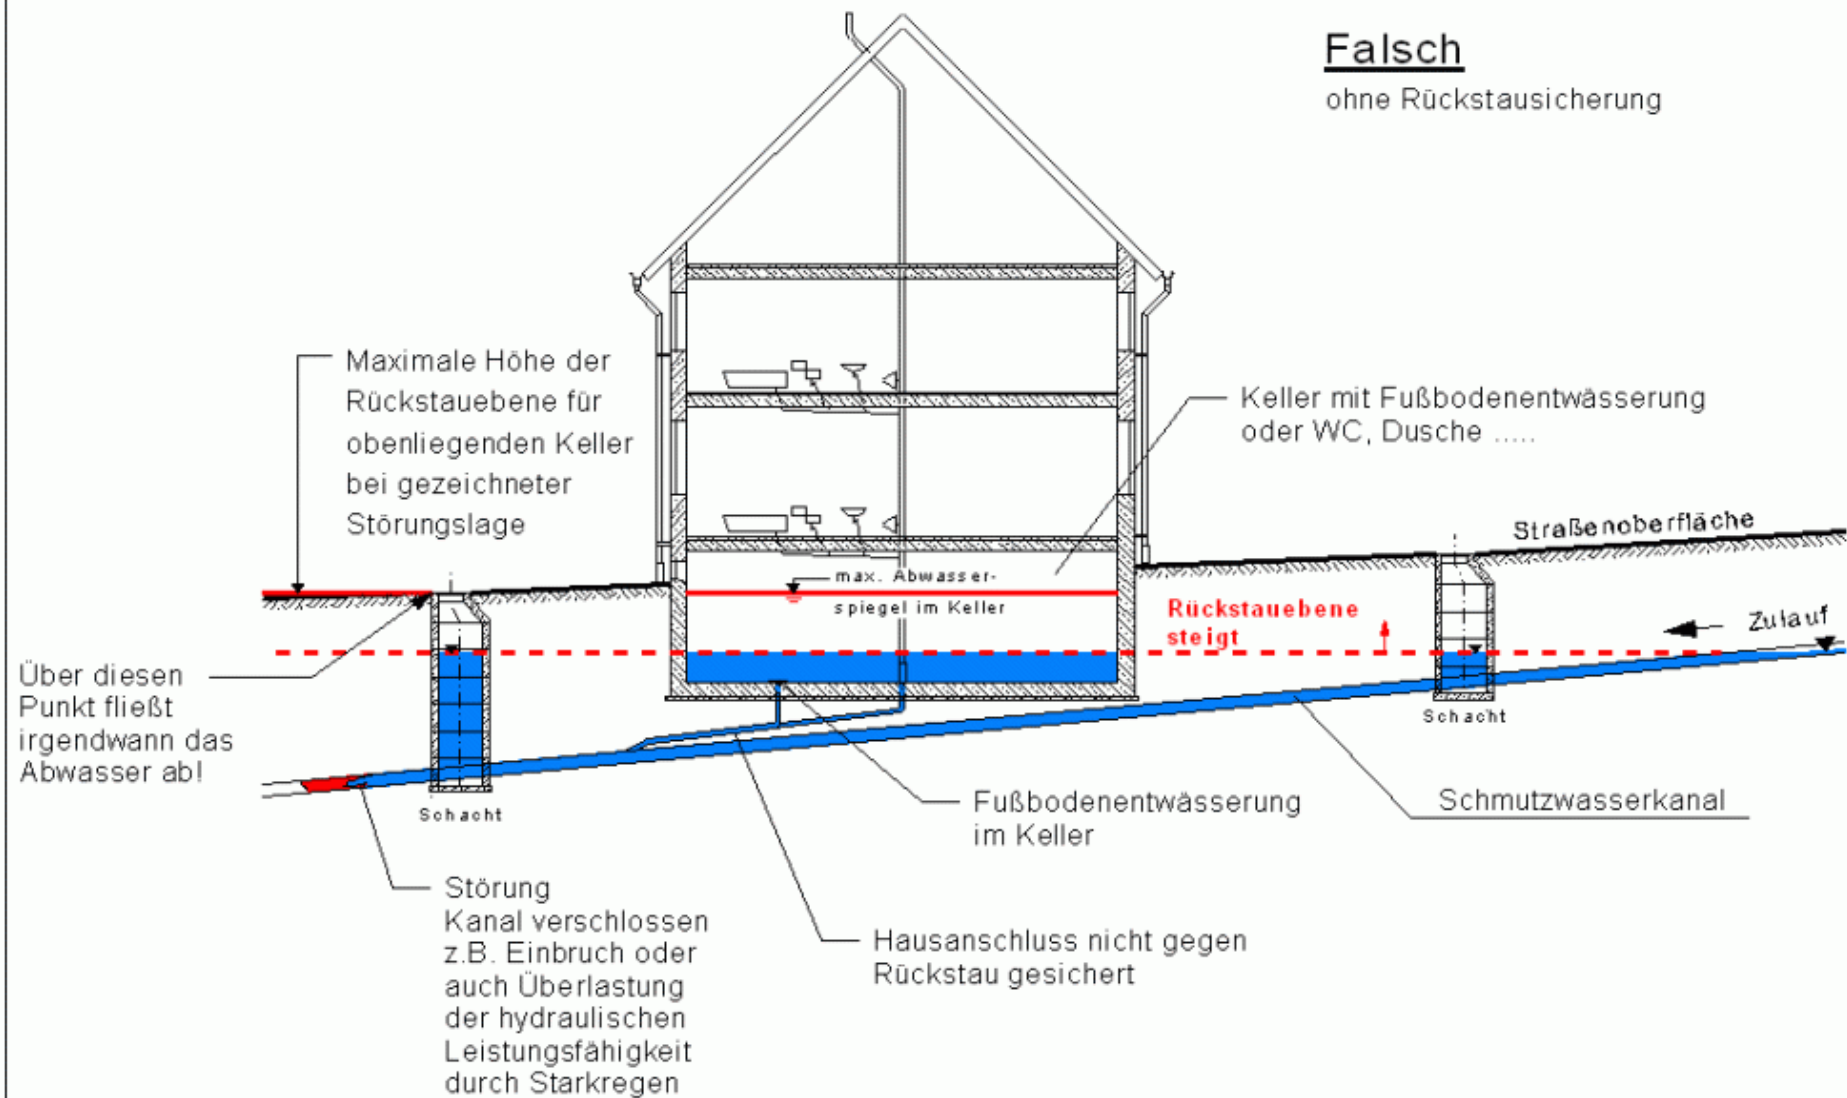 Falsch
ohne Rückstausicherung
Maximale Höhe der
Rückstauebene für
obenliegenden Keller
bei gezeichneter
Störungslage
Keller mit Fußbodenentwässerung
oder WC, Dusche .....
Straßenoberfläche
max. Abwasser-
spiegel im Keller
Rückstauebene
steigt
Zulauf
Über diesen
Punkt fließt
irgendwann das
Abwasser ab!
Schacht
Schacht
Fußbodenentwässerung
im Keller
Schmutzwasserkanal
Störung
Kanal verschlossen
z.B. Einbruch oder
auch Überlastung
der hydraulischen
Leistungsfähigkeit
durch Starkregen
Hausanschluss nicht gegen
Rückstau gesichert